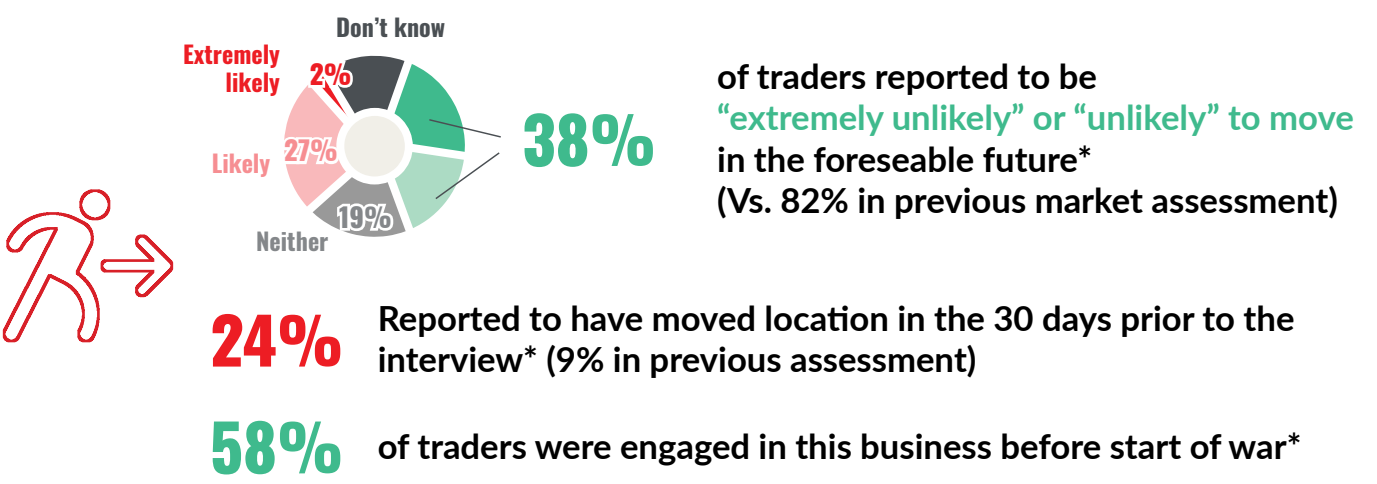 Don't know
Extremely
likely
2%
27%
Likely
19%
Neither
38%
of traders reported to be
“extremely unlikely” or “unlikely” to move
in the foreseable future*
(Vs. 82% in previous market assessment)
24%
Reported to have moved location in the 30 days prior to the
interview* (9% in previous assessment)
58%
of traders were engaged in this business before start of war*